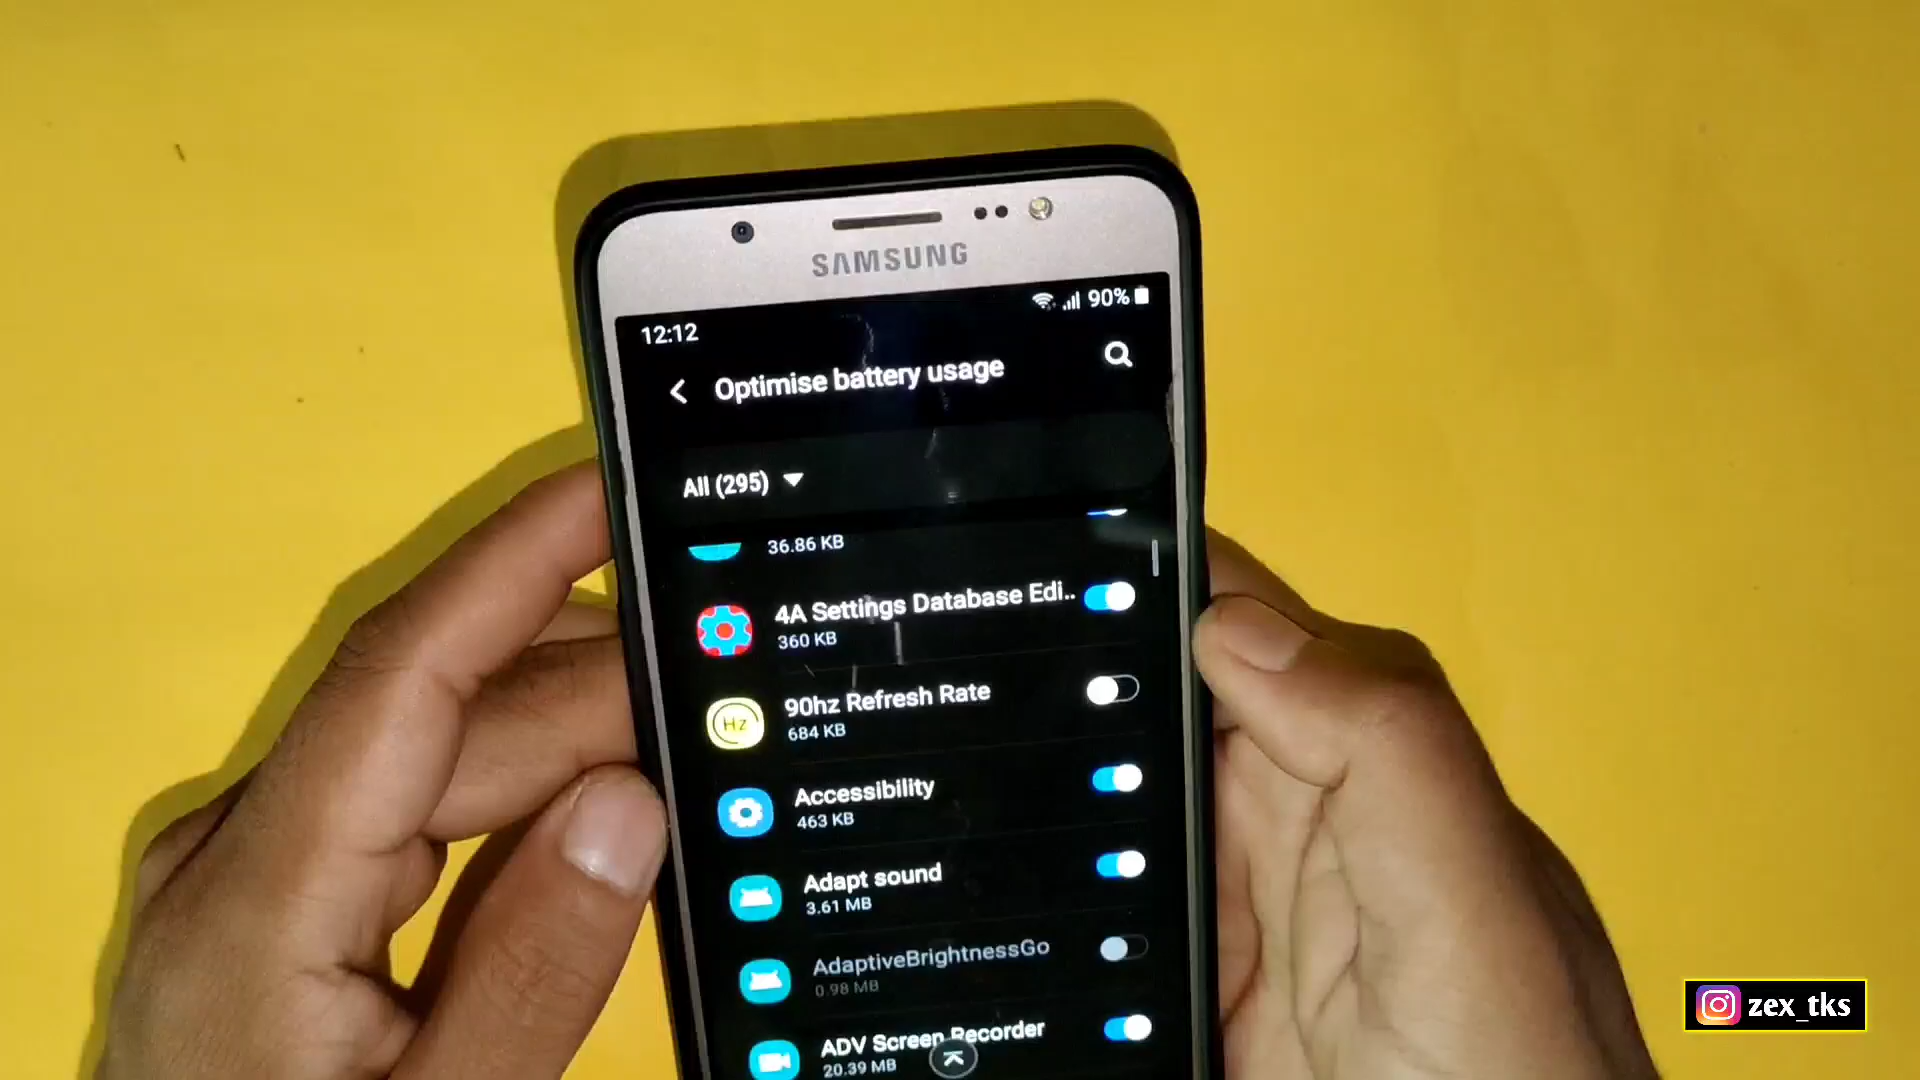 SAMSUNG
12:12
90%
Optimise battery usage
All (295)
36.86 KB
4A Settings Database Edi..
360 KB
90hz Refresh Rate
Hz
684 KB
Accessibility
463 KB
Adapt sound
3.61 MB
AdaptiveBrightnessGo
0.98 MB
ADV Screen Recorder
20.39 MB
zex_tks